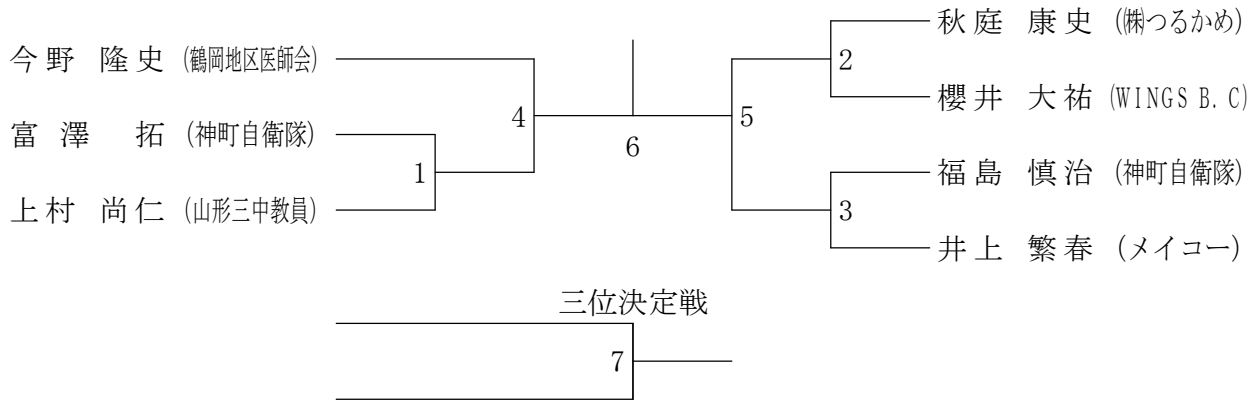 今野 隆史 (鶴岡地区医師会)
富澤 拓 (神町自衛隊)
上村 尚仁 (山形三中教員)
1
4
6
5
2
3
秋庭 康史 (㈱つるかめ)
櫻井 大祐 (WINGS B.C)
福島 慎治 (神町自衛隊)
井上 繁春 (メイコー)
三位決定戦
7